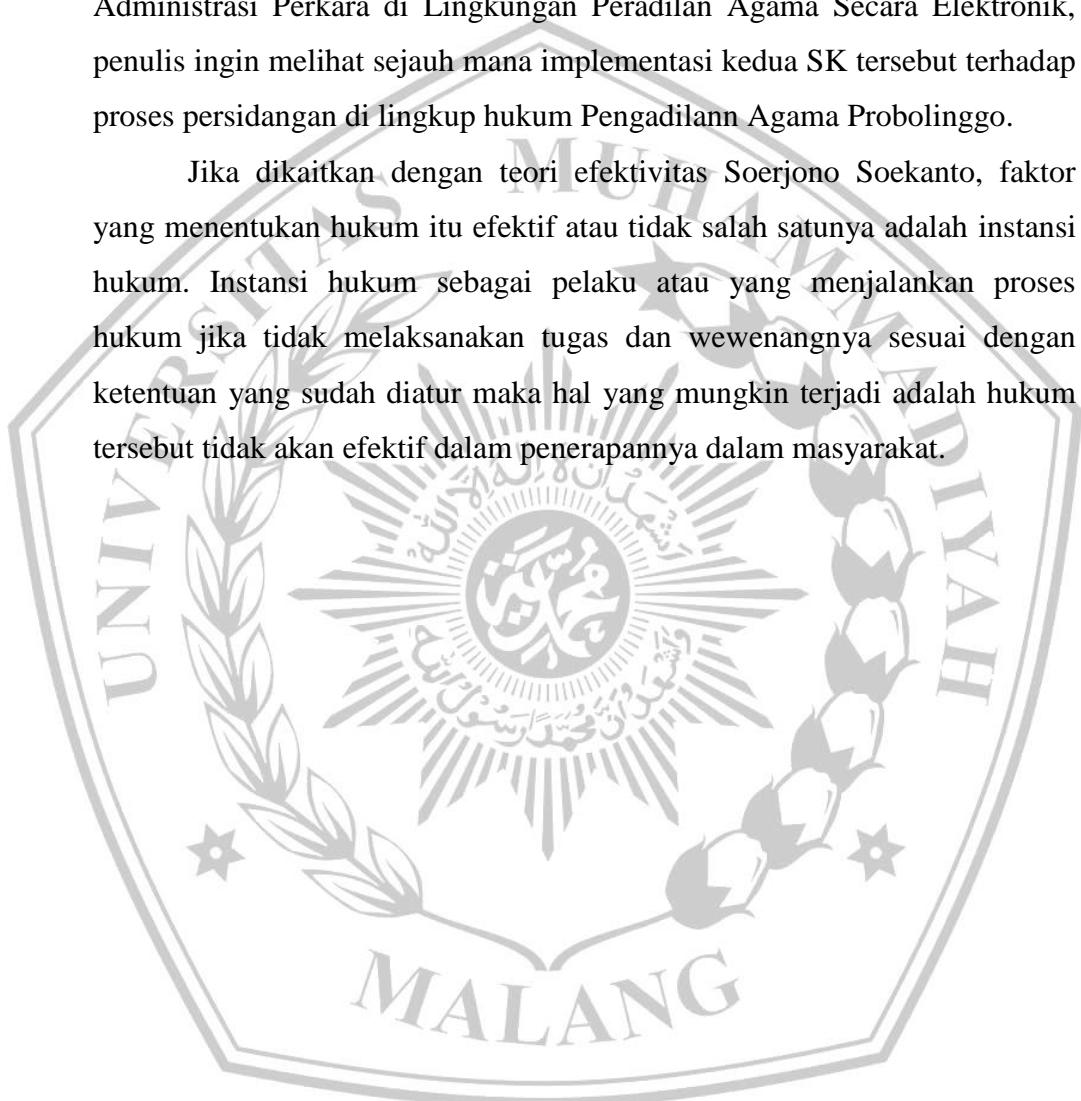 Administrasi Perkara di Lingkungan Peradilan Agama Secara Elektronik,
penulis ingin melihat sejauh mana implementasi kedua SK tersebut terhadap
proses persidangan di lingkup hukum Pengadilann Agama Probolinggo.
Jika dikaitkan dengan teori efektivitas Soerjono Soekanto, faktor
yang menentukan hukum itu efektif atau tidak salah satunya adalah instansi
hukum. Instansi hukum sebagai pelaku atau yang menjalankan proses
hukum jika tidak melaksanakan tugas dan wewenangnya sesuai dengan
ketentuan yang sudah diatur maka hal yang mungkin terjadi adalah hukum
tersebut tidak akan efektif dalam penerapannya dalam masyarakat.
UNIVERSITAS MUHAMMADIYAH
MALANG